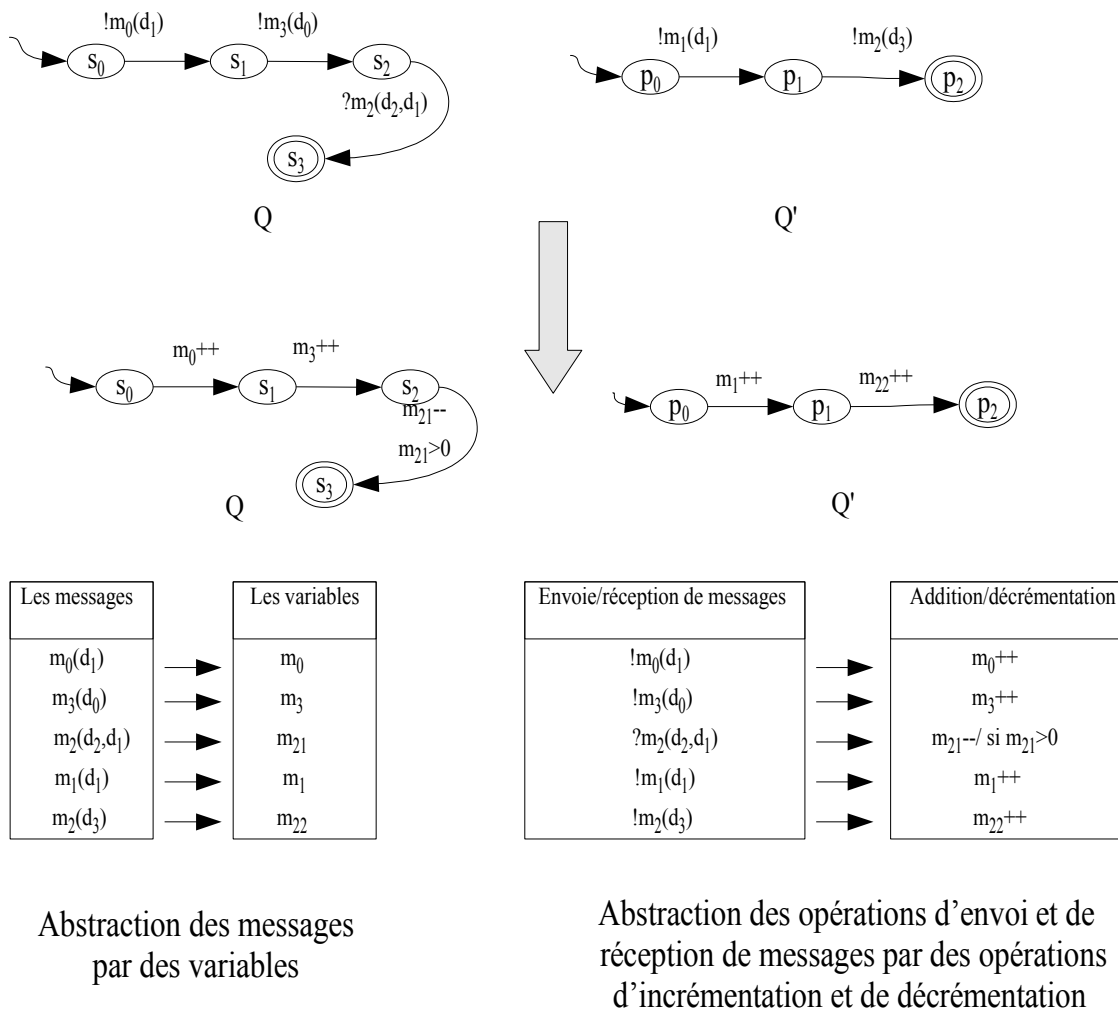 !m0(d1) !m3(d0) !m1(d1) !m2(d3)
s0 s1 s2 p0 p1 p2
?m2(d2,d1)
s3
Q Q'
m0++ m3++ m1++ m22++
s0 s1 s2 p0 p1 p2
m21--
m21>0
s3
Q Q'
Les messages Les variables
m0(d1) m0
m3(d0) m3
m2(d2,d1) m21
m1(d1) m1
m2(d3) m22
Envoie/réception de messages Addition/décrémentation
!m0(d1) m0++
!m3(d0) m3++
?m2(d2,d1) m21--/ si m21>0
!m1(d1) m1++
!m2(d3) m22++
Abstraction des messages
par des variables
Abstraction des opérations d’envoi et de
réception de messages par des opérations
d’incrémentation et de décrémentation